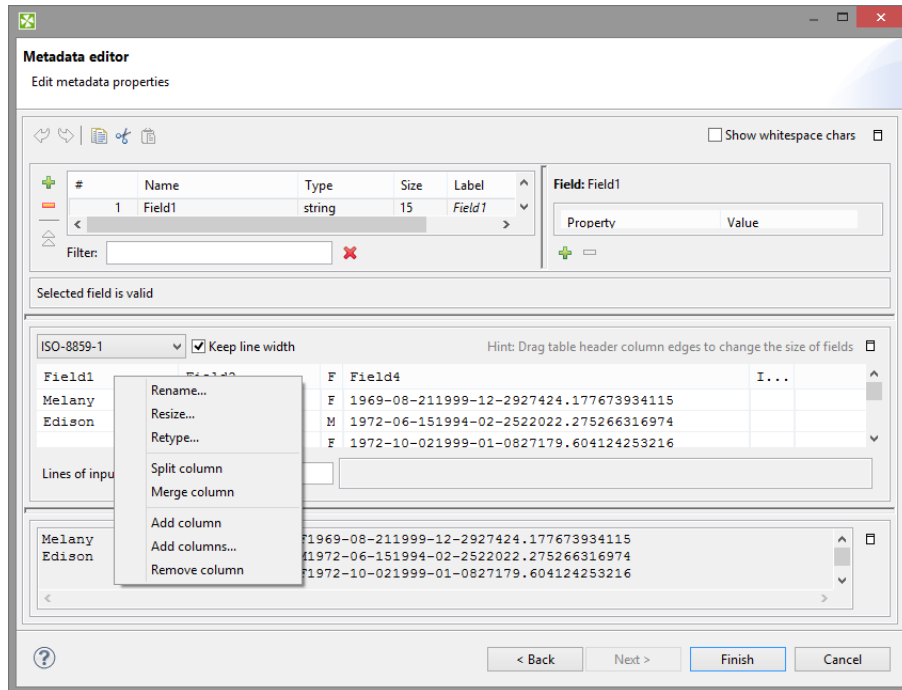 Metadata editor
Edit metadata properties
Show whitespace chars
# Name Type Size Label
1 Field1 string 15 Field1
Filter:
Field: Field1
Property Value
Selected field is valid
ISO-8859-1 Keep line width Hint: Drag table header column edges to change the size of fields
Field1 F Field4 I...
Melany F 1969-08-211999-12-2927424.177673934115
Edison M 1972-06-151994-02-2522022.275266316974
F 1972-10-021999-01-0827179.604124253216
Lines of inpu
Rename...
Resize...
Retype...
Split column
Merge column
Add column
Add columns...
Remove column
Melany F1969-08-211999-12-2927424.177673934115
Edison M1972-06-151994-02-2522022.275266316974
F1972-10-021999-01-0827179.604124253216
< Back Next > Finish Cancel